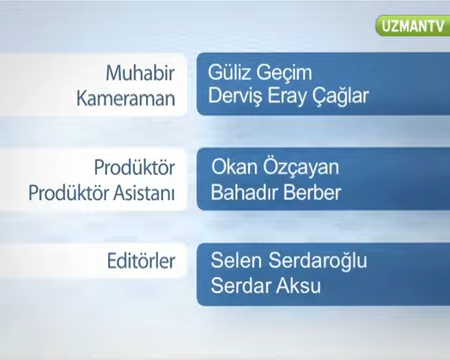 UZMANTV
Muhabir Güliz Geçim
Kameraman Derviş Eray Çağlar
Prodüktör Okan Özçayan
Prodüktör Asistanı Bahadır Berber
Editörler Selen Serdaroğlu
Serdar Aksu